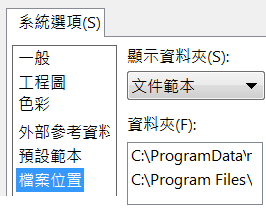 系統選項(S)
一般
工程圖
色彩
外部參考資料
預設範本
檔案位置
顯示資料夾(S):
文件範本
資料夾(F):
C:\ProgramData\r
C:\Program Files\